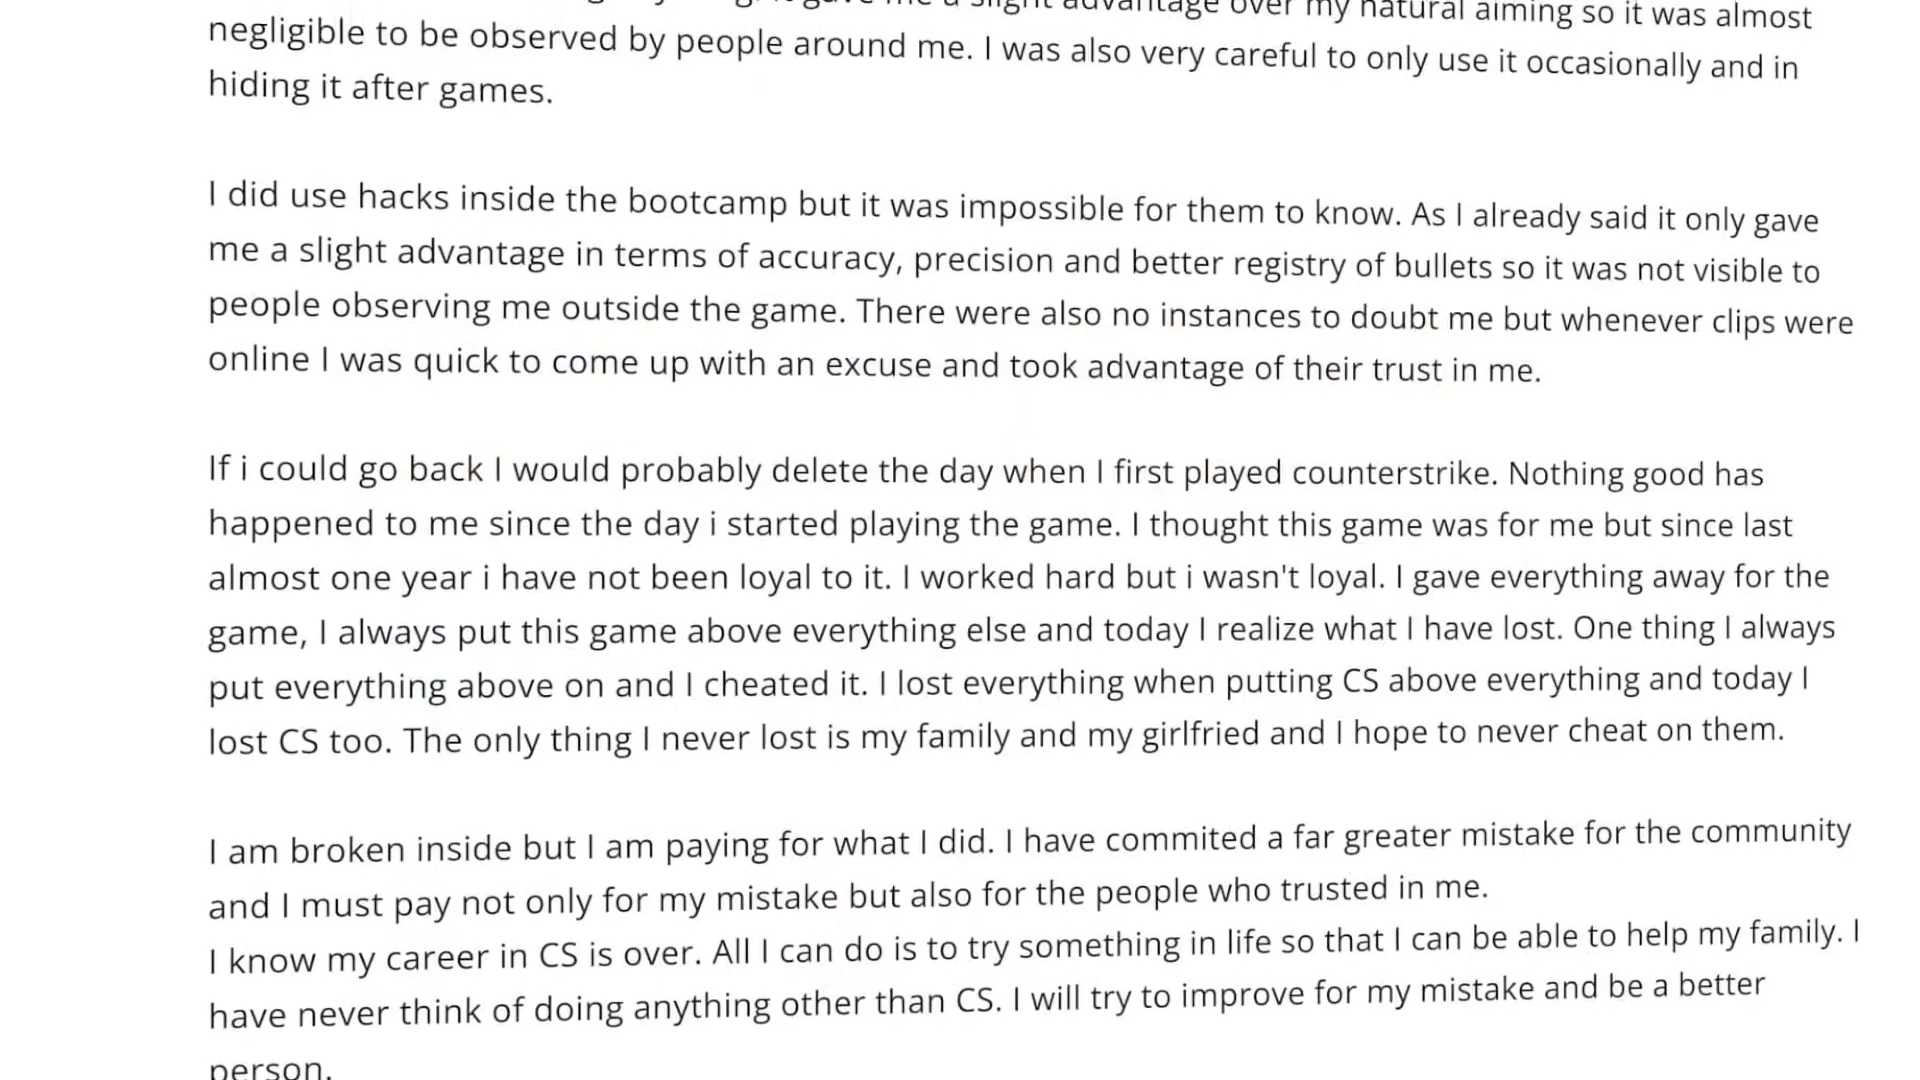 slight advantage over my natural aiming so it was almost
negligible to be observed by people around me. I was also very careful to only use it occasionally and in
hiding it after games.
I did use hacks inside the bootcamp but it was impossible for them to know. As I already said it only gave
me a slight advantage in terms of accuracy, precision and better registry of bullets so it was not visible to
people observing me outside the game. There were also no instances to doubt me but whenever clips were
online I was quick to come up with an excuse and took advantage of their trust in me.
If i could go back I would probably delete the day when I first played counterstrike. Nothing good has
happened to me since the day i started playing the game. I thought this game was for me but since last
almost one year i have not been loyal to it. I worked hard but i wasn't loyal. I gave everything away for the
game, I always put this game above everything else and today I realize what I have lost. One thing I always
put everything above on and I cheated it. I lost everything when putting CS above everything and today I
lost CS too. The only thing I never lost is my family and my girlfried and I hope to never cheat on them.
I am broken inside but I am paying for what I did. I have commited a far greater mistake for the community
and I must pay not only for my mistake but also for the people who trusted in me.
I know my career in CS is over. All I can do is to try something in life so that I can be able to help my family. I
have never think of doing anything other than CS. I will try to improve for my mistake and be a better
person.